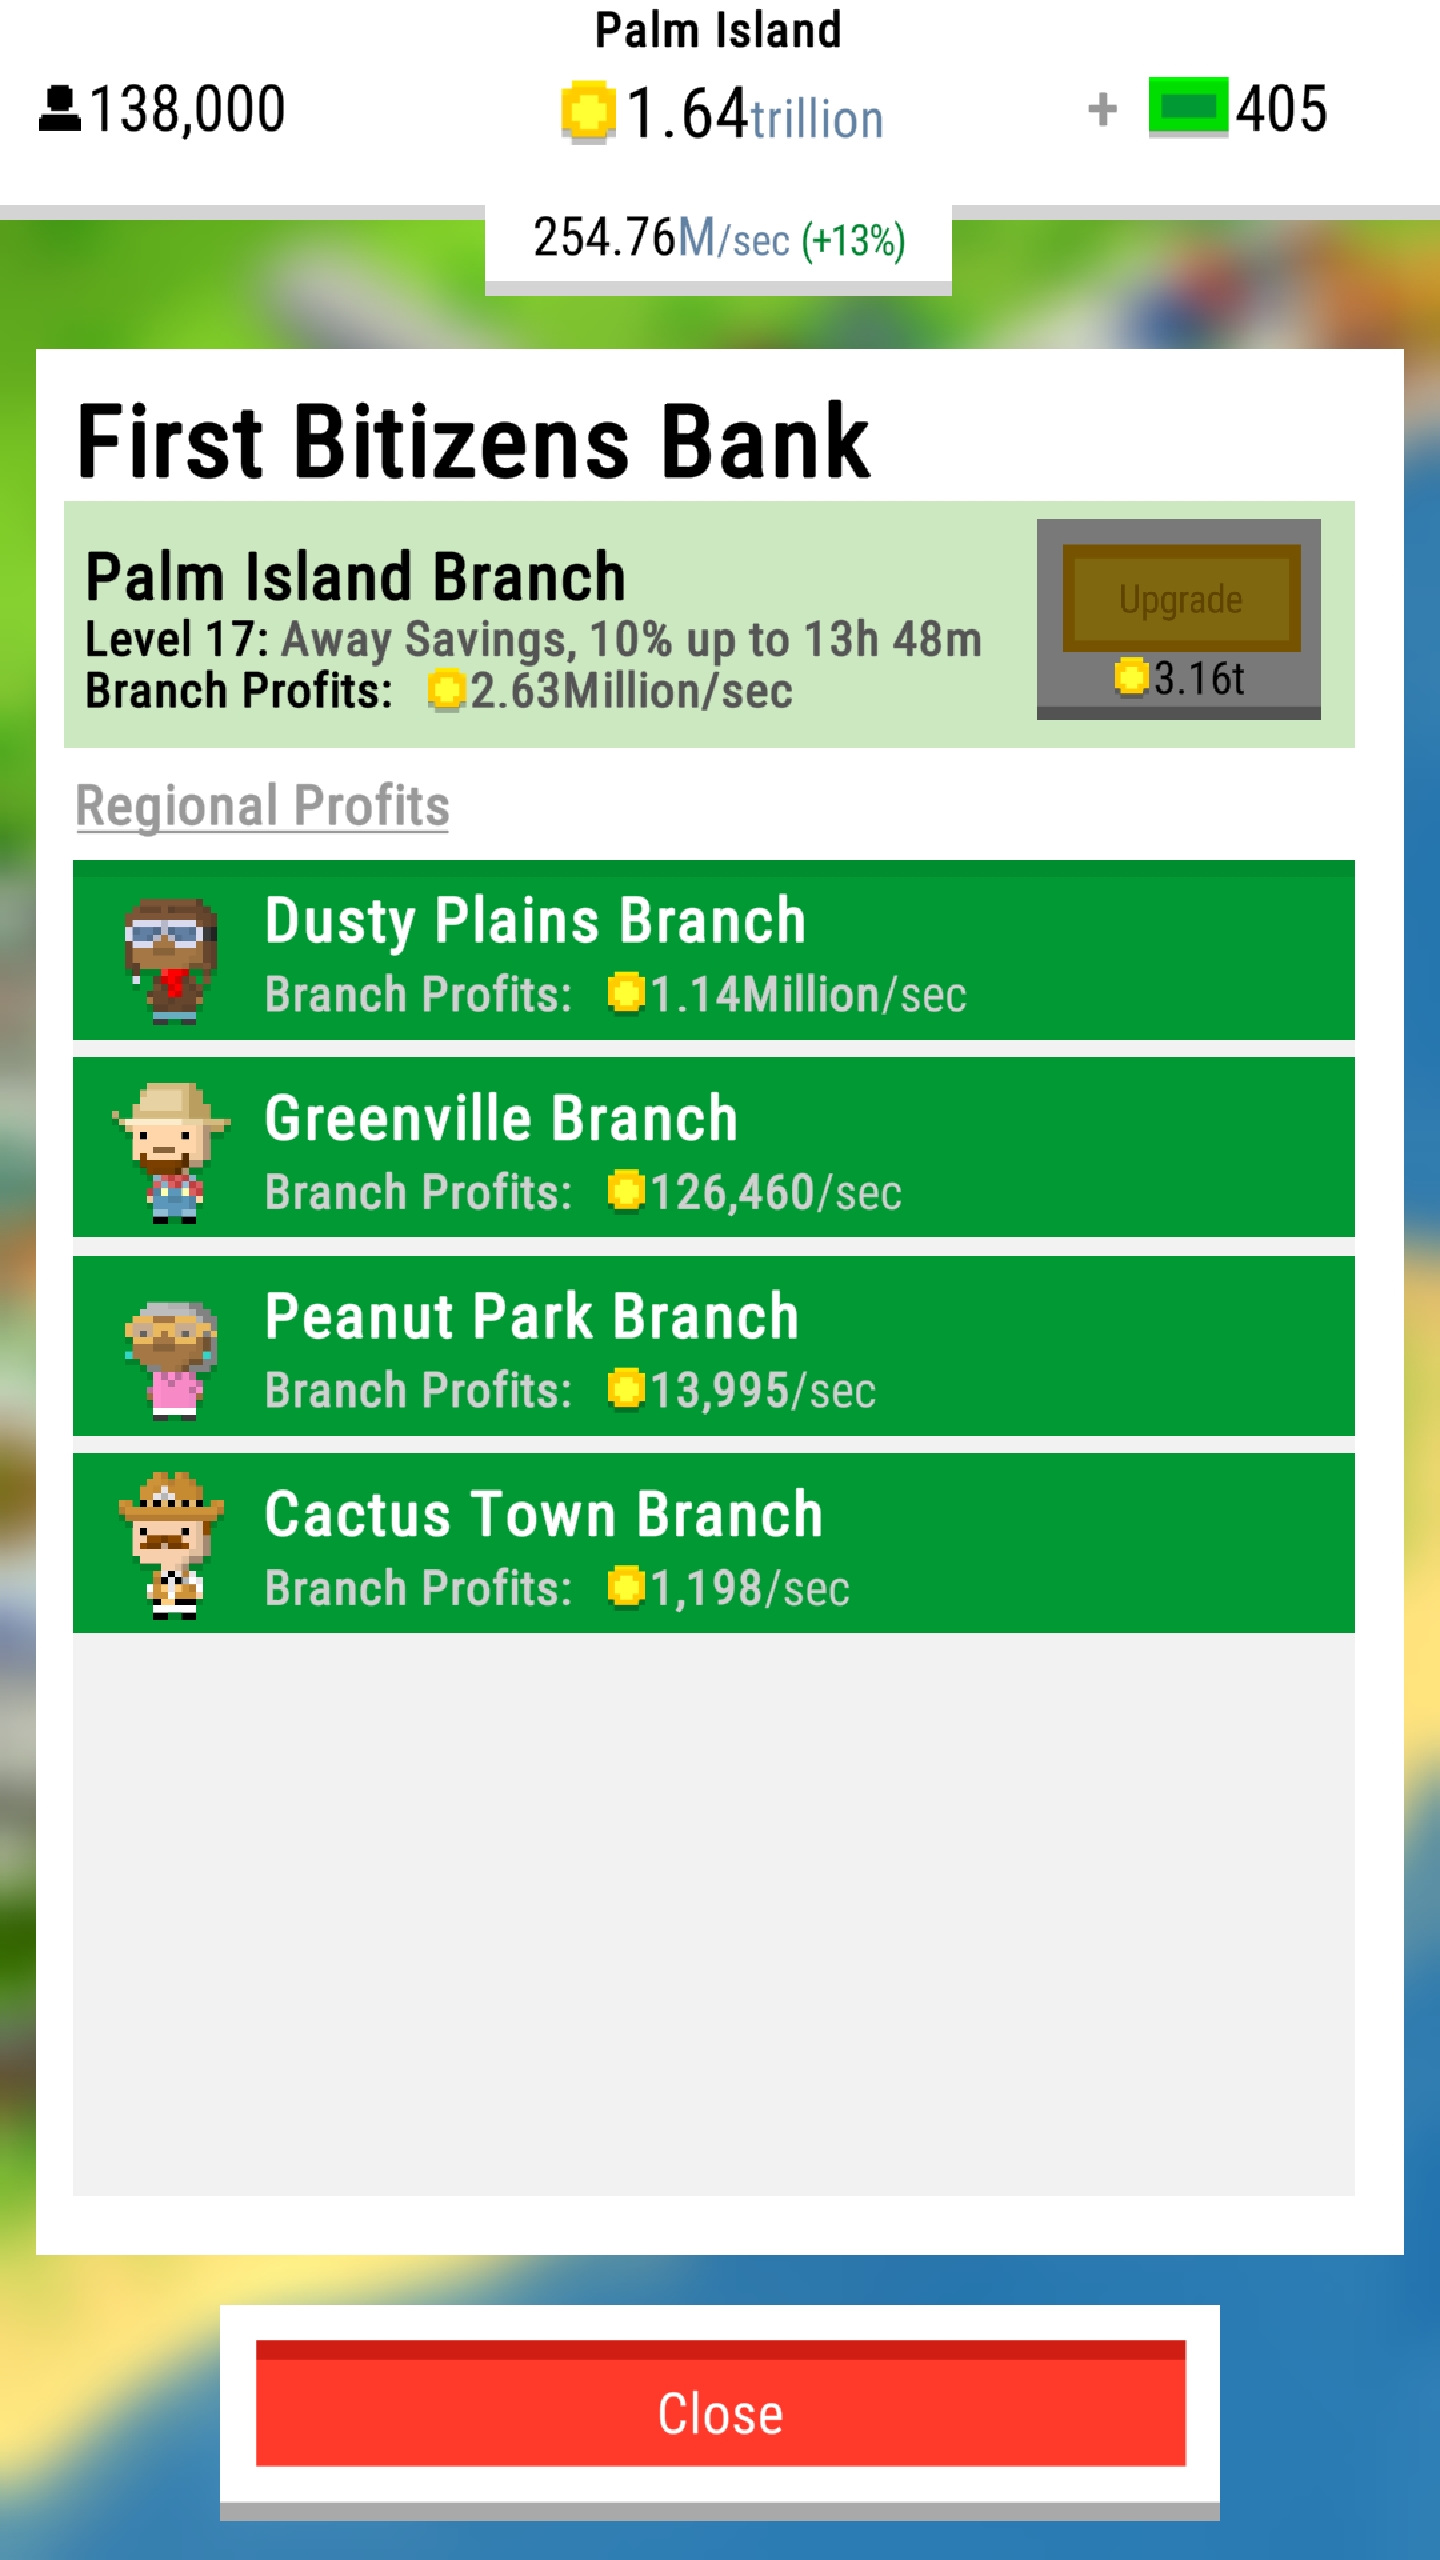 Palm Island
138,000
1.64trillion
+ 405
254.76M/sec (+13%)
First Bitizens Bank
Palm Island Branch
Level 17: Away Savings, 10% up to 13h 48m
Branch Profits: 2.63Million/sec
Upgrade
3.16t
Regional Profits
Dusty Plains Branch
Branch Profits: 1.14Million/sec
Greenville Branch
Branch Profits: 126,460/sec
Peanut Park Branch
Branch Profits: 13,995/sec
Cactus Town Branch
Branch Profits: 1,198/sec
Close